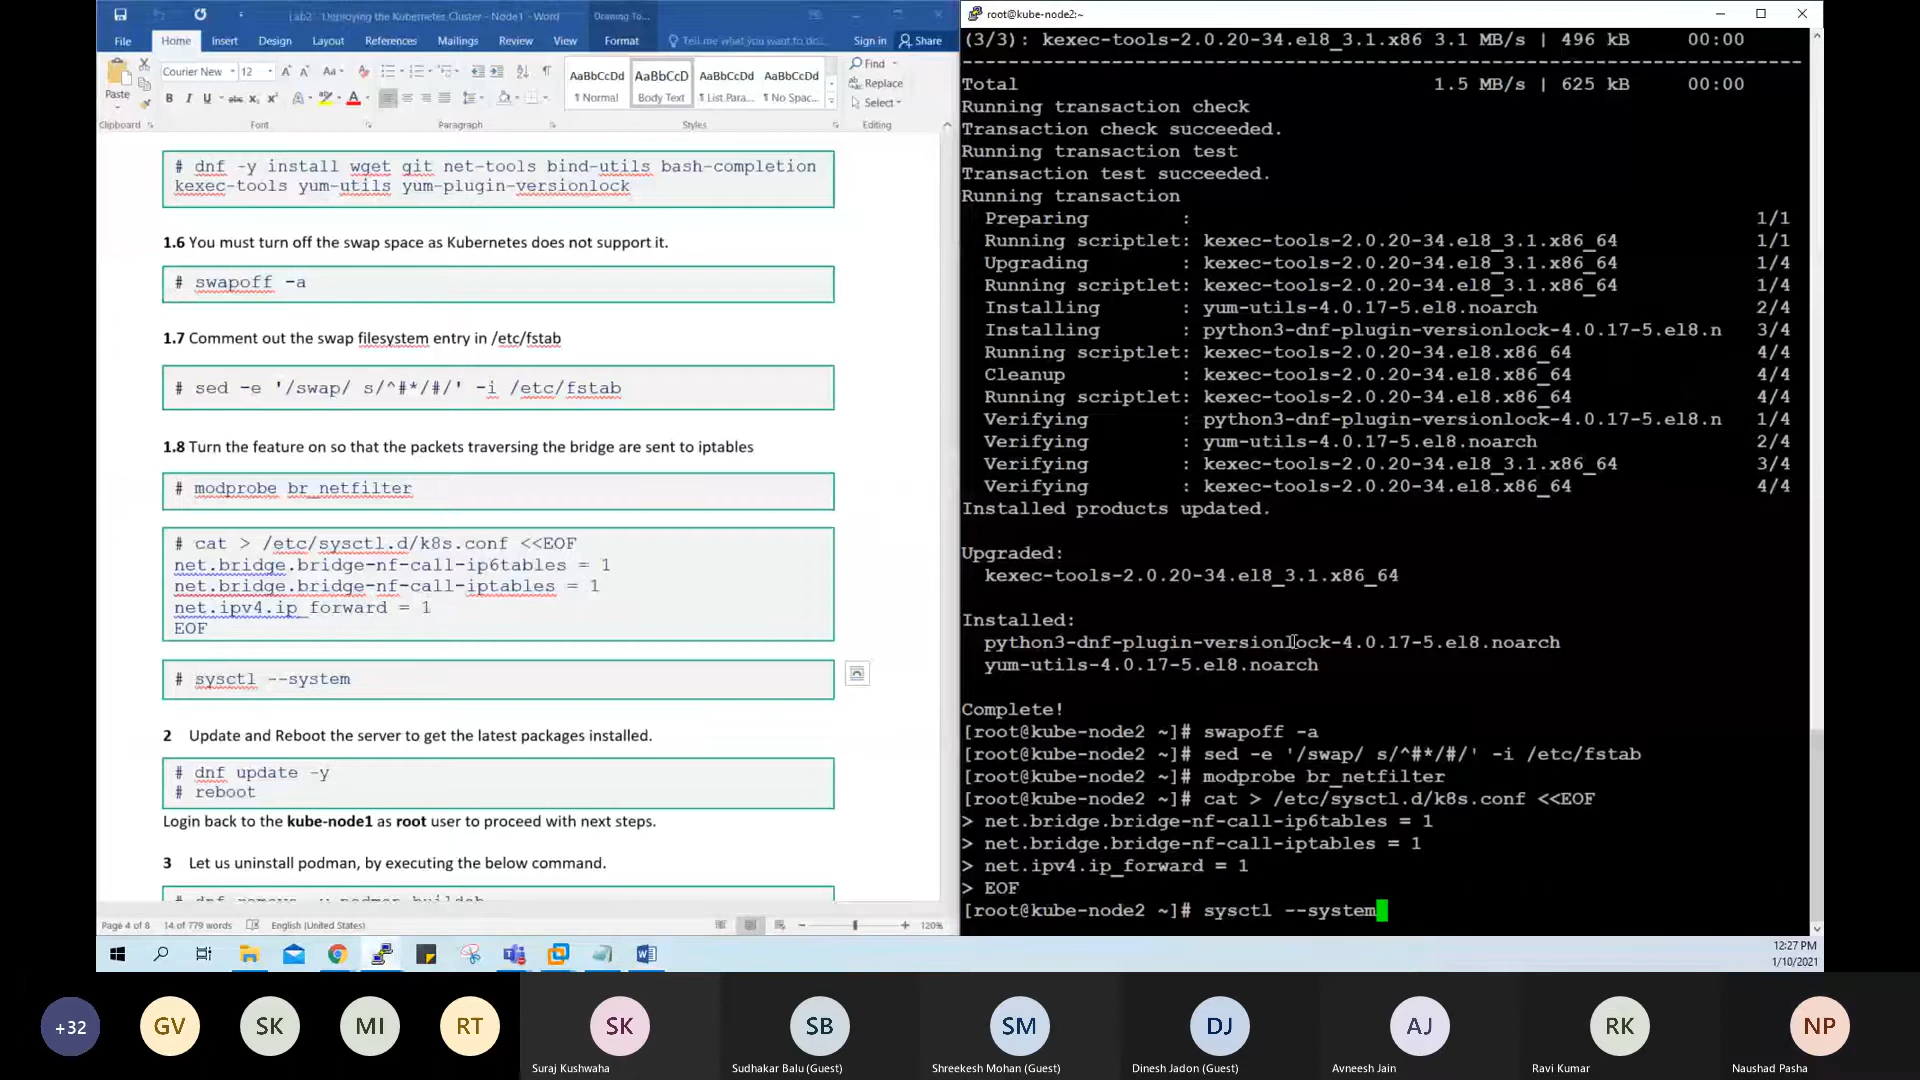 Lab2 - Deploying the Kubernetes Cluster - Node1 - Word
Drawing To...
File Home Insert Design Layout References Mailings Review View Format Tell me what you want to do... Sign in Share
Paste
Courier New 12
Aa
B I U abc x₂ x² A A
AaBbCcDd AaBbCcD AaBbCcDd AaBbCcDd
¶ Normal Body Text ¶ List Para... ¶ No Spac...
Find
Replace
Select
Clipboard Font Paragraph Styles Editing
# dnf -y install wget git net-tools bind-utils bash-completion
kexec-tools yum-utils yum-plugin-versionlock
1.6 You must turn off the swap space as Kubernetes does not support it.
# swapoff -a
1.7 Comment out the swap filesystem entry in /etc/fstab
# sed -e '/swap/ s/^#*/#/' -i /etc/fstab
1.8 Turn the feature on so that the packets traversing the bridge are sent to iptables
# modprobe br_netfilter
# cat > /etc/sysctl.d/k8s.conf <<EOF
net.bridge.bridge-nf-call-ip6tables = 1
net.bridge.bridge-nf-call-iptables = 1
net.ipv4.ip_forward = 1
EOF
# sysctl --system
2 Update and Reboot the server to get the latest packages installed.
# dnf update -y
# reboot
Login back to the kube-node1 as root user to proceed with next steps.
3 Let us uninstall podman, by executing the below command.
Page 4 of 8 14 of 779 words English (United States) 120%
root@kube-node2:~
(3/3): kexec-tools-2.0.20-34.el8_3.1.x86 3.1 MB/s | 496 kB 00:00
--------------------------------------------------------------------------------
Total 1.5 MB/s | 625 kB 00:00
Running transaction check
Transaction check succeeded.
Running transaction test
Transaction test succeeded.
Running transaction
Preparing : 1/1
Running scriptlet: kexec-tools-2.0.20-34.el8_3.1.x86_64 1/1
Upgrading : kexec-tools-2.0.20-34.el8_3.1.x86_64 1/4
Running scriptlet: kexec-tools-2.0.20-34.el8_3.1.x86_64 1/4
Installing : yum-utils-4.0.17-5.el8.noarch 2/4
Installing : python3-dnf-plugin-versionlock-4.0.17-5.el8.n 3/4
Running scriptlet: kexec-tools-2.0.20-34.el8.x86_64 4/4
Cleanup : kexec-tools-2.0.20-34.el8.x86_64 4/4
Running scriptlet: kexec-tools-2.0.20-34.el8.x86_64 4/4
Verifying : python3-dnf-plugin-versionlock-4.0.17-5.el8.n 1/4
Verifying : yum-utils-4.0.17-5.el8.noarch 2/4
Verifying : kexec-tools-2.0.20-34.el8_3.1.x86_64 3/4
Verifying : kexec-tools-2.0.20-34.el8.x86_64 4/4
Installed products updated.
Upgraded:
kexec-tools-2.0.20-34.el8_3.1.x86_64
Installed:
python3-dnf-plugin-versionlock-4.0.17-5.el8.noarch
yum-utils-4.0.17-5.el8.noarch
Complete!
[root@kube-node2 ~]# swapoff -a
[root@kube-node2 ~]# sed -e '/swap/ s/^#*/#/' -i /etc/fstab
[root@kube-node2 ~]# modprobe br_netfilter
[root@kube-node2 ~]# cat > /etc/sysctl.d/k8s.conf <<EOF
> net.bridge.bridge-nf-call-ip6tables = 1
> net.bridge.bridge-nf-call-iptables = 1
> net.ipv4.ip_forward = 1
> EOF
[root@kube-node2 ~]# sysctl --system
12:27 PM
1/10/2021
+32 GV SK MI RT SK SB SM DJ AJ RK NP
Suraj Kushwaha Sudhakar Balu (Guest) Shreekesh Mohan (Guest) Dinesh Jadon (Guest) Avneesh Jain Ravi Kumar Naushad Pasha